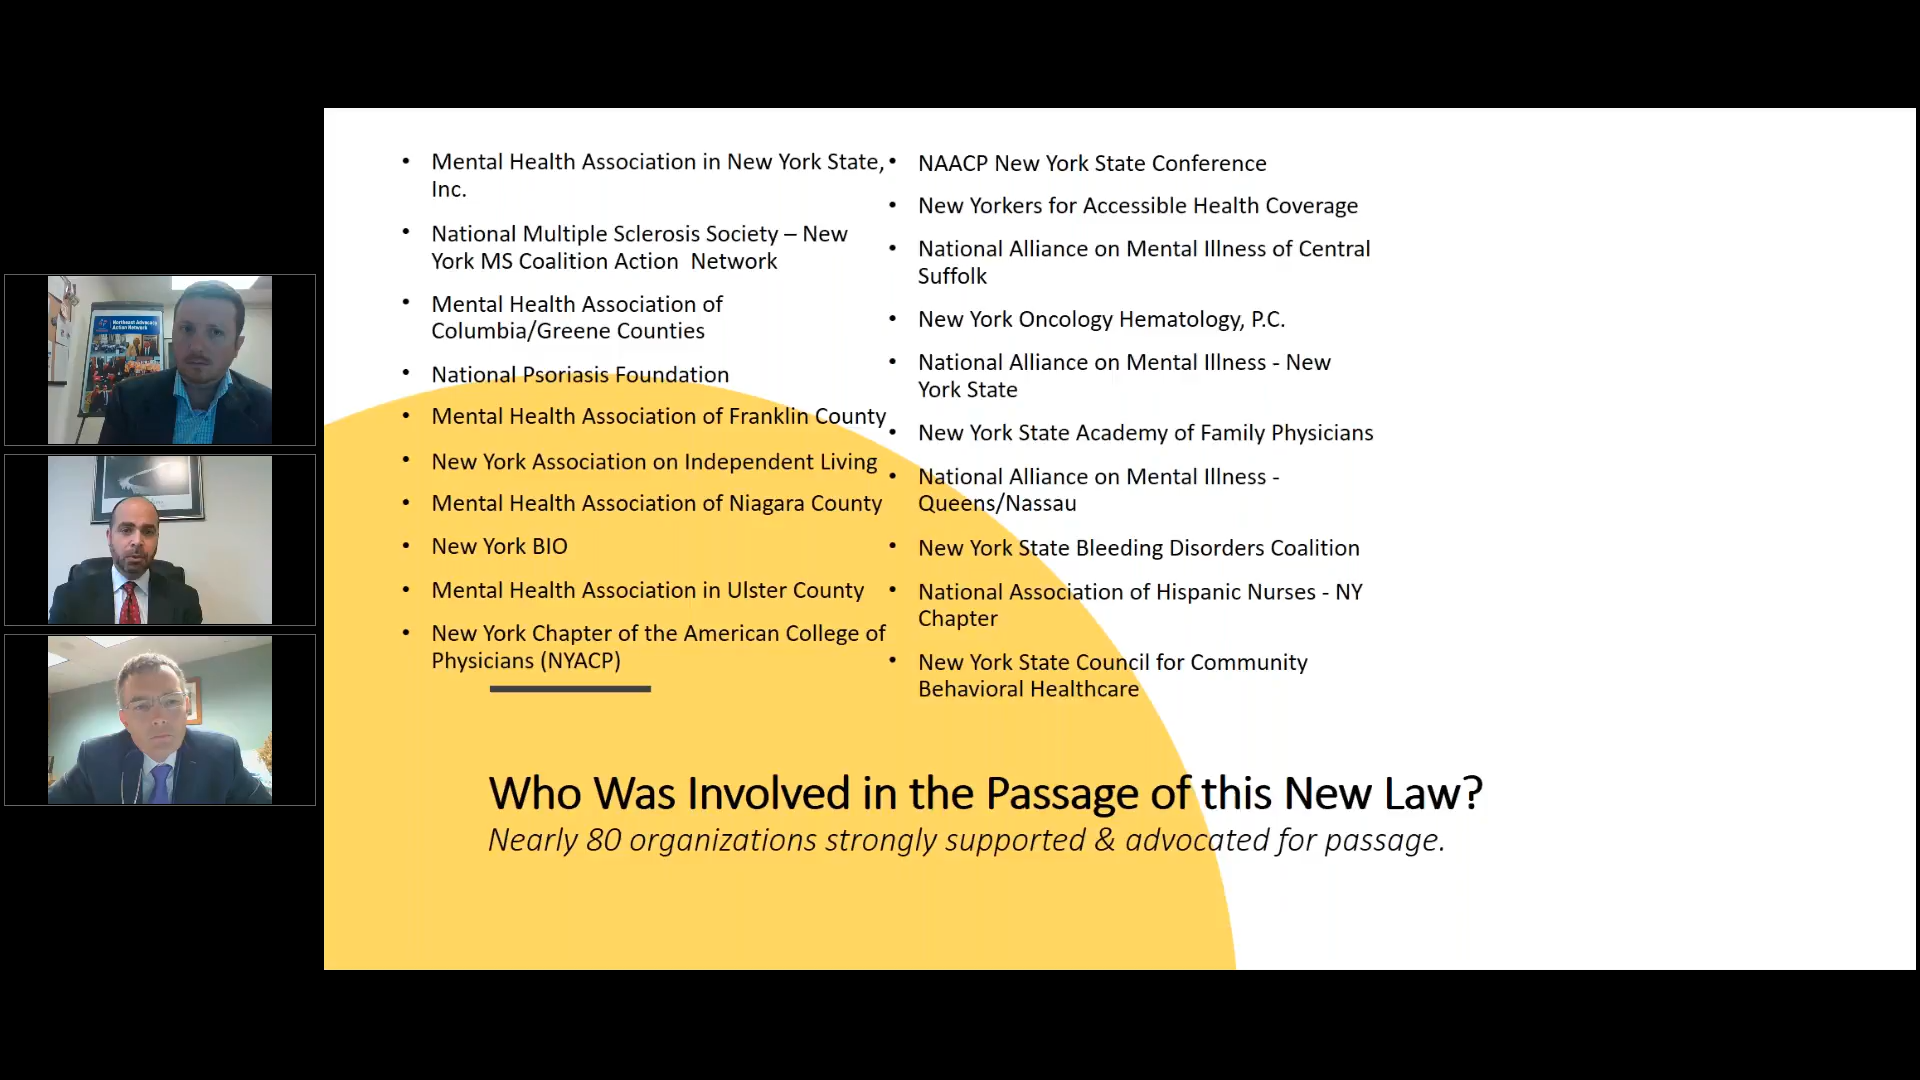 Northeast Advocacy
Action Network
• Mental Health Association in New York State,
Inc.
• National Multiple Sclerosis Society – New
York MS Coalition Action Network
• Mental Health Association of
Columbia/Greene Counties
• National Psoriasis Foundation
• Mental Health Association of Franklin County
• New York Association on Independent Living
• Mental Health Association of Niagara County
• New York BIO
• Mental Health Association in Ulster County
• New York Chapter of the American College of
Physicians (NYACP)
• NAACP New York State Conference
• New Yorkers for Accessible Health Coverage
• National Alliance on Mental Illness of Central
Suffolk
• New York Oncology Hematology, P.C.
• National Alliance on Mental Illness - New
York State
• New York State Academy of Family Physicians
• National Alliance on Mental Illness -
Queens/Nassau
• New York State Bleeding Disorders Coalition
• National Association of Hispanic Nurses - NY
Chapter
• New York State Council for Community
Behavioral Healthcare
Who Was Involved in the Passage of this New Law?
Nearly 80 organizations strongly supported & advocated for passage.